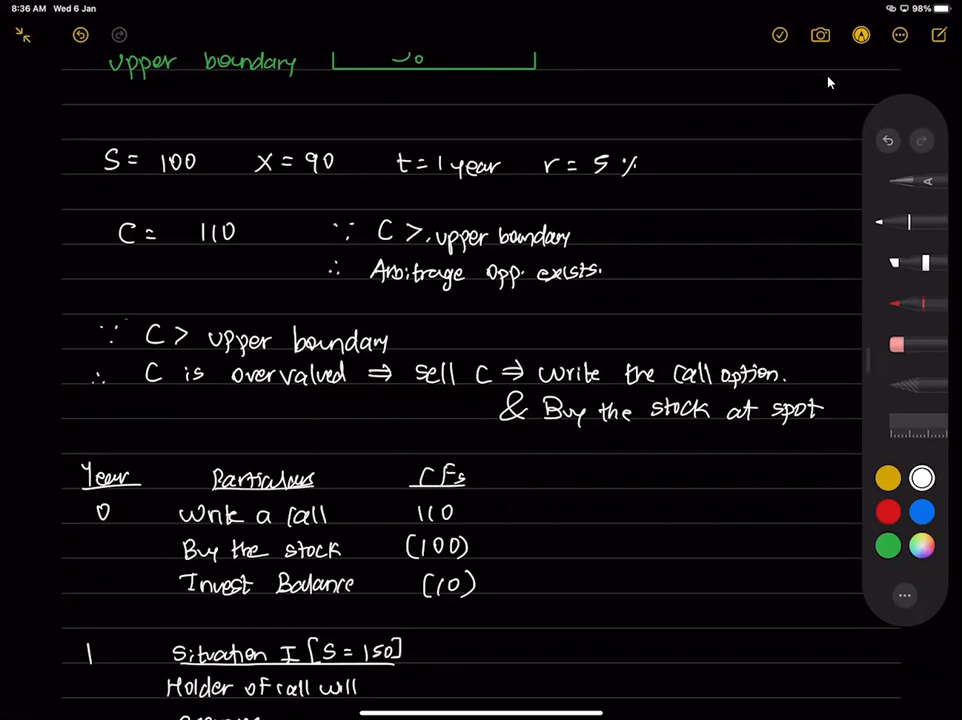 8:36 AM Wed 6 Jan
98%
upper boundary
S = 100 X = 90 t = 1 year r = 5 %
C = 110 ∵ C > upper boundary
∴ Arbitrage opp. exists.
∵ C > upper boundary
∴ C is overvalued ⇒ sell C ⇒ write the call option.
& Buy the stock at spot
Year Particulars CFs
0 Write a call 110
Buy the stock (100)
Invest Balance (10)
1 Situation I [S = 150]
Holder of call will